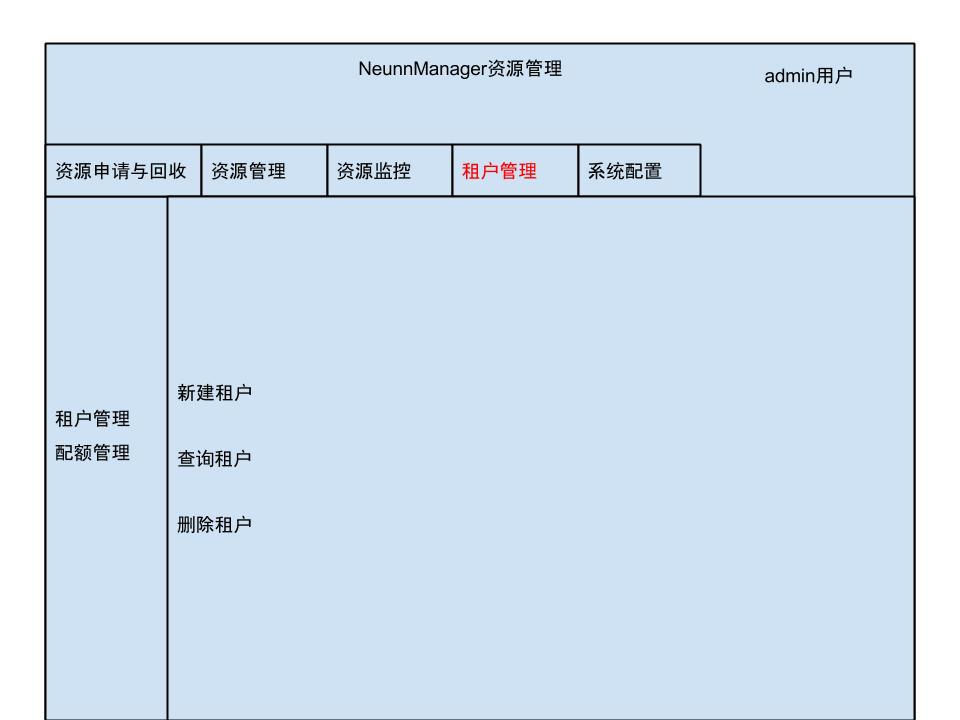 NeunnManager资源管理
admin用户
资源申请与回收
资源管理
资源监控
租户管理
系统配置
租户管理
配额管理
新建租户
查询租户
删除租户